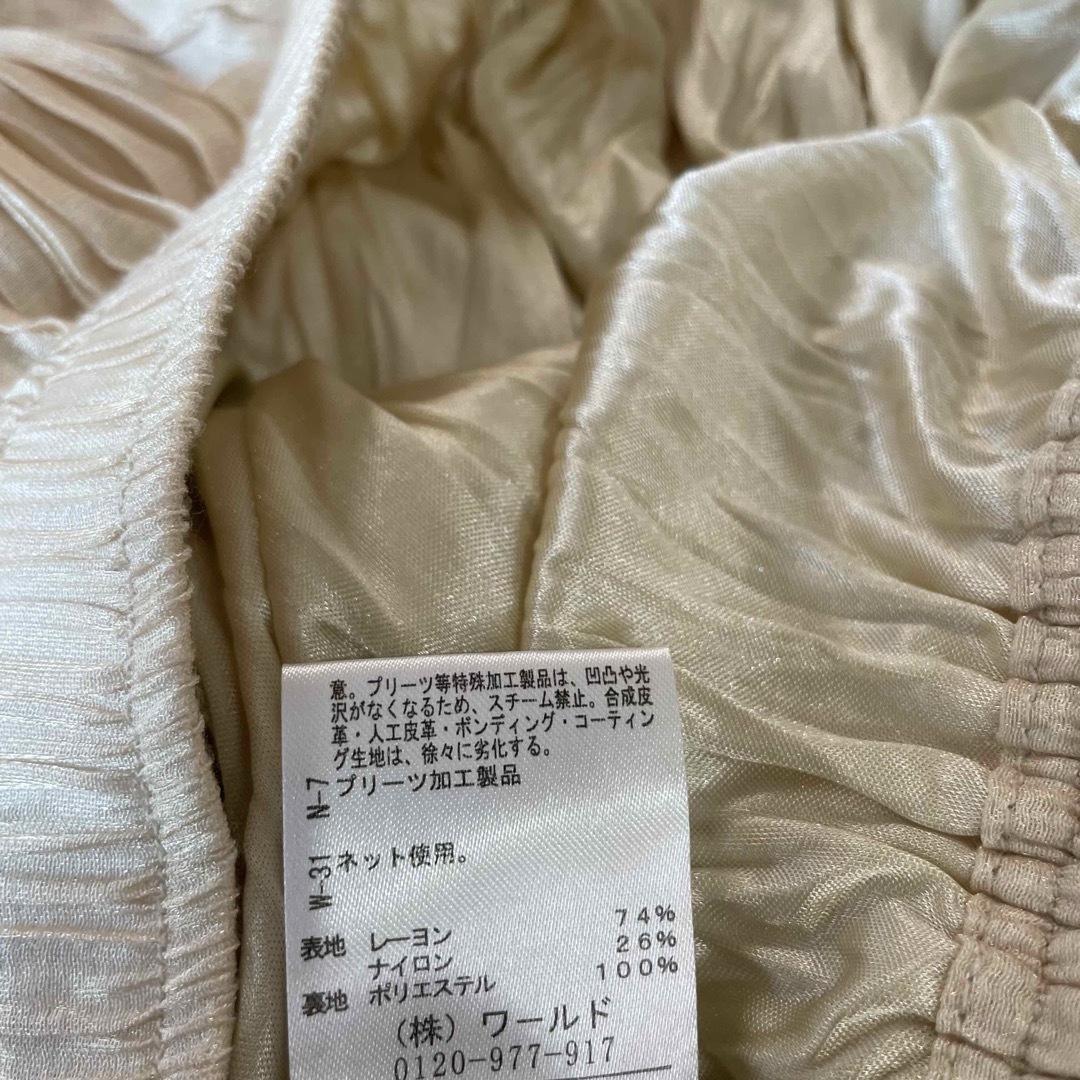 意。プリーツ等特殊加工製品は、凹凸や光
沢がなくなるため、スチーム禁止。合成皮
革・人工皮革・ボンディング・コーティン
グ生地は、徐々に劣化する。
N-7 プリーツ加工製品
W-31 ネット使用。
表地 レーヨン 74%
ナイロン 26%
裏地 ポリエステル 100%
(株) ワールド
0120-977-917